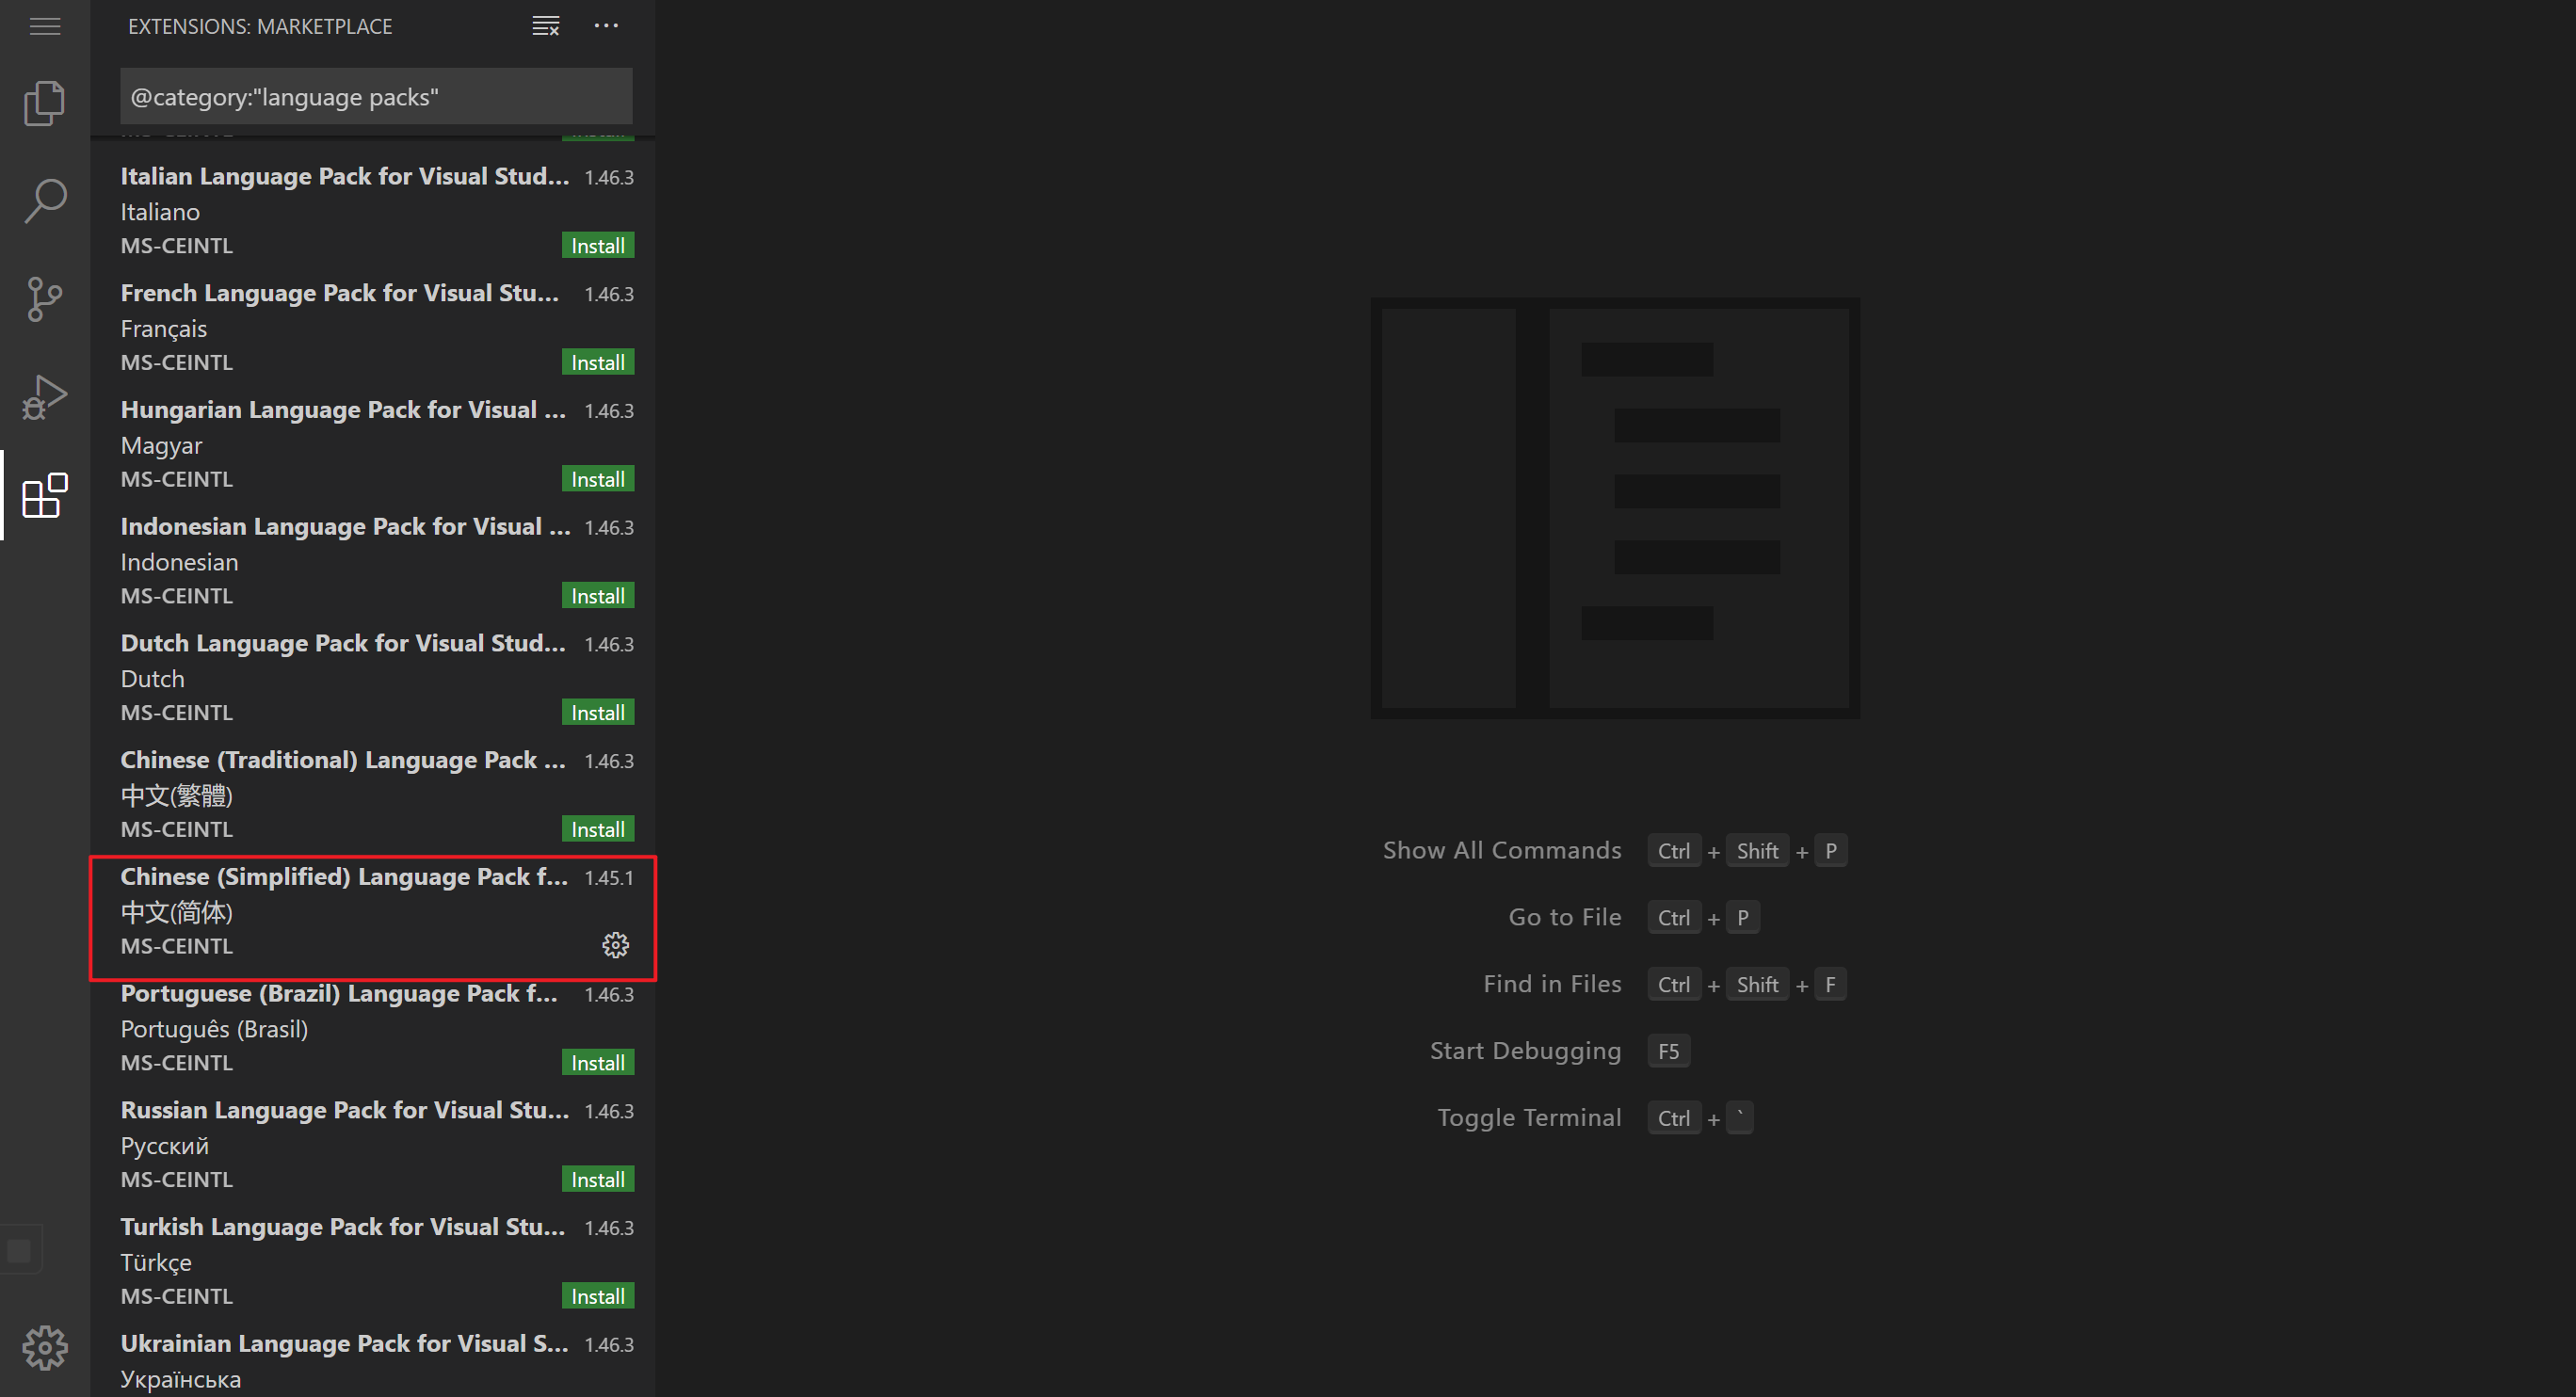 EXTENSIONS: MARKETPLACE
@category:"language packs"
Italian Language Pack for Visual Stud... 1.46.3
Italiano
MS-CEINTL Install
French Language Pack for Visual Stu... 1.46.3
Français
MS-CEINTL Install
Hungarian Language Pack for Visual ... 1.46.3
Magyar
MS-CEINTL Install
Indonesian Language Pack for Visual ... 1.46.3
Indonesian
MS-CEINTL Install
Dutch Language Pack for Visual Stud... 1.46.3
Dutch
MS-CEINTL Install
Chinese (Traditional) Language Pack ... 1.46.3
中文(繁體)
MS-CEINTL Install
Chinese (Simplified) Language Pack f... 1.45.1
中文(简体)
MS-CEINTL
Portuguese (Brazil) Language Pack f... 1.46.3
Português (Brasil)
MS-CEINTL Install
Russian Language Pack for Visual Stu... 1.46.3
Русский
MS-CEINTL Install
Turkish Language Pack for Visual Stu... 1.46.3
Türkçe
MS-CEINTL Install
Ukrainian Language Pack for Visual S... 1.46.3
Українська
Show All Commands Ctrl + Shift + P
Go to File Ctrl + P
Find in Files Ctrl + Shift + F
Start Debugging F5
Toggle Terminal Ctrl + `